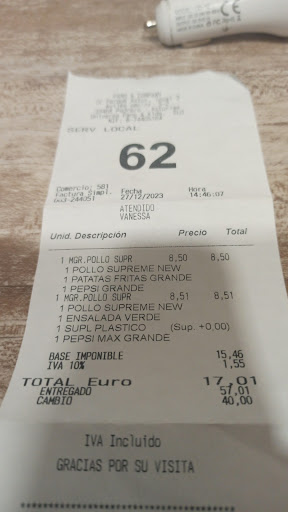 SERV LOCAL
62
Comercio: 501
Factura Simpl. Fecha Hora
003-244051 27/12/2023 14:46:07
ATENDIDO
VANESSA
Unid. Descripción Precio Total
1 MGR.POLLO SUPR 8,50 8,50
1 POLLO SUPREME NEW
1 PATATAS FRITAS GRANDE
1 PEPSI GRANDE
1 MGR.POLLO SUPR 8,51 8,51
1 POLLO SUPREME NEW
1 ENSALADA VERDE
1 SUPL PLASTICO (Sup. +0,00)
1 PEPSI MAX GRANDE
BASE IMPONIBLE 15,46
IVA 10% 1,55
TOTAL Euro 17,01
ENTREGADO 57,01
CAMBIO 40,00
IVA Incluido
GRACIAS POR SU VISITA